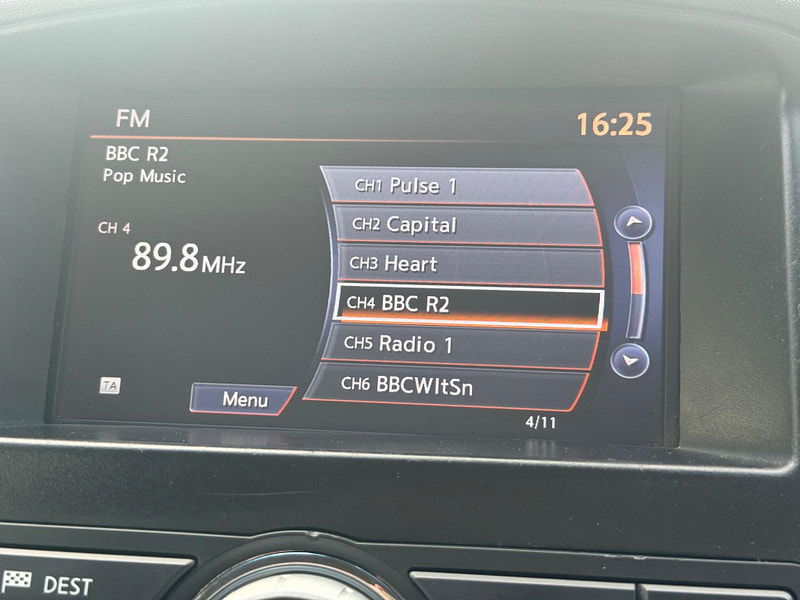 FM
16:25
BBC R2
Pop Music
CH 4
89.8MHz
TA
Menu
CH1 Pulse 1
CH2 Capital
CH3 Heart
CH4 BBC R2
CH5 Radio 1
CH6 BBCWltSn
4/11
DEST